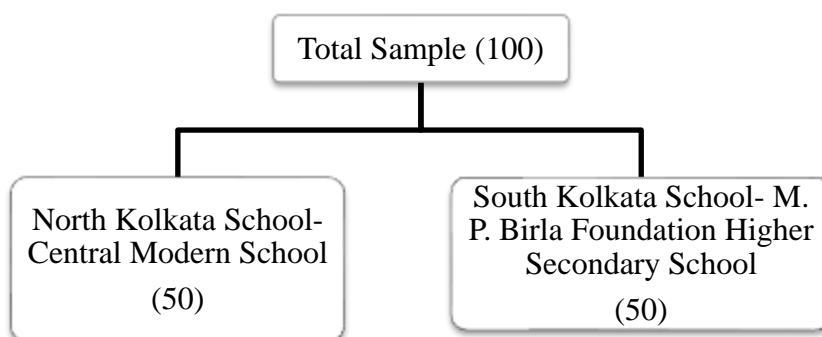 Total Sample (100)
North Kolkata School-
Central Modern School
(50)
South Kolkata School- M.
P. Birla Foundation Higher
Secondary School
(50)